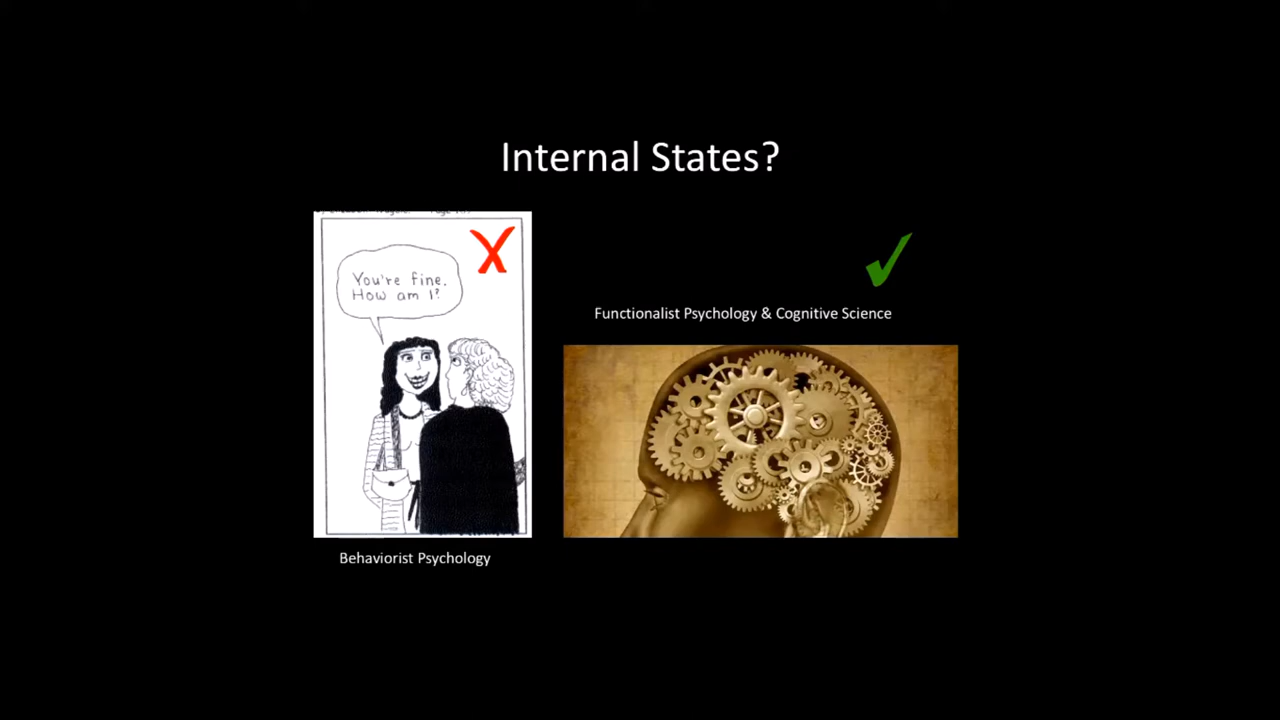 Internal States?
You're fine.
How am I?
Functionalist Psychology & Cognitive Science
Behaviorist Psychology